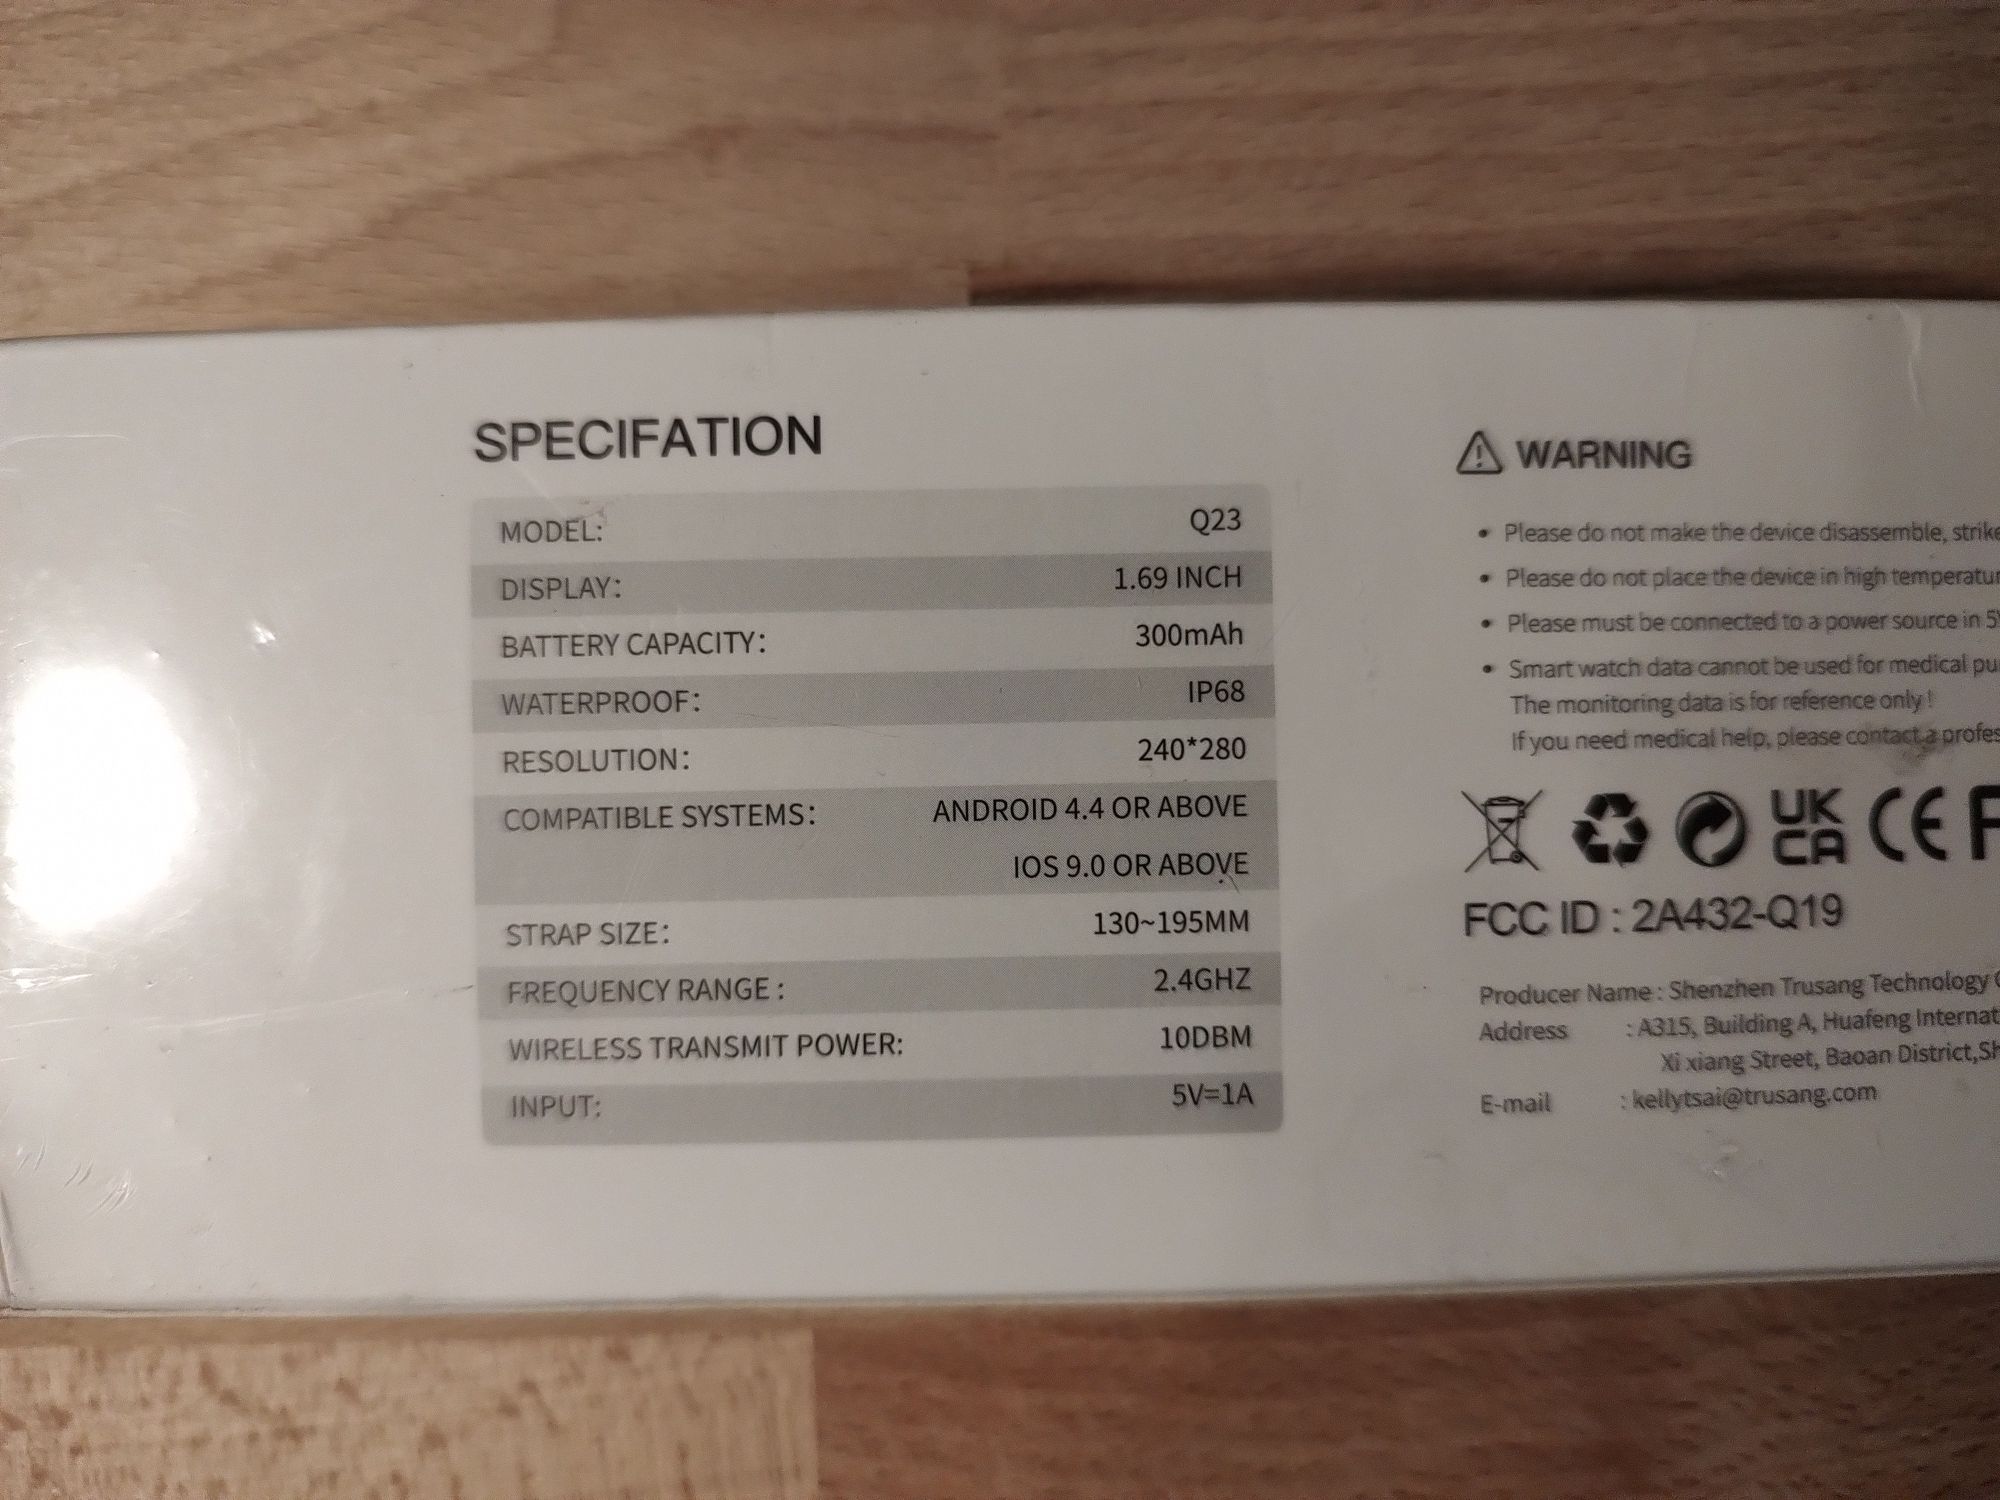 SPECIFATION
MODEL: Q23
DISPLAY: 1.69 INCH
BATTERY CAPACITY: 300mAh
WATERPROOF: IP68
RESOLUTION: 240*280
COMPATIBLE SYSTEMS: ANDROID 4.4 OR ABOVE
IOS 9.0 OR ABOVE
STRAP SIZE: 130~195MM
FREQUENCY RANGE : 2.4GHZ
WIRELESS TRANSMIT POWER: 10DBM
INPUT: 5V=1A
WARNING
• Please do not make the device disassemble, strike
• Please do not place the device in high
• Please must be connected to a power source in
• Smart watch data cannot be used for medical
The monitoring data is for reference only !
If you need medical help, please contact a
UK
CA CE
FCC ID : 2A432-Q19
Producer Name : Shenzhen Trusang Technology
Address : A315, Building A, Huafeng
Xi xiang Street, Baoan District,
E-mail : kellytsai@trusang.com